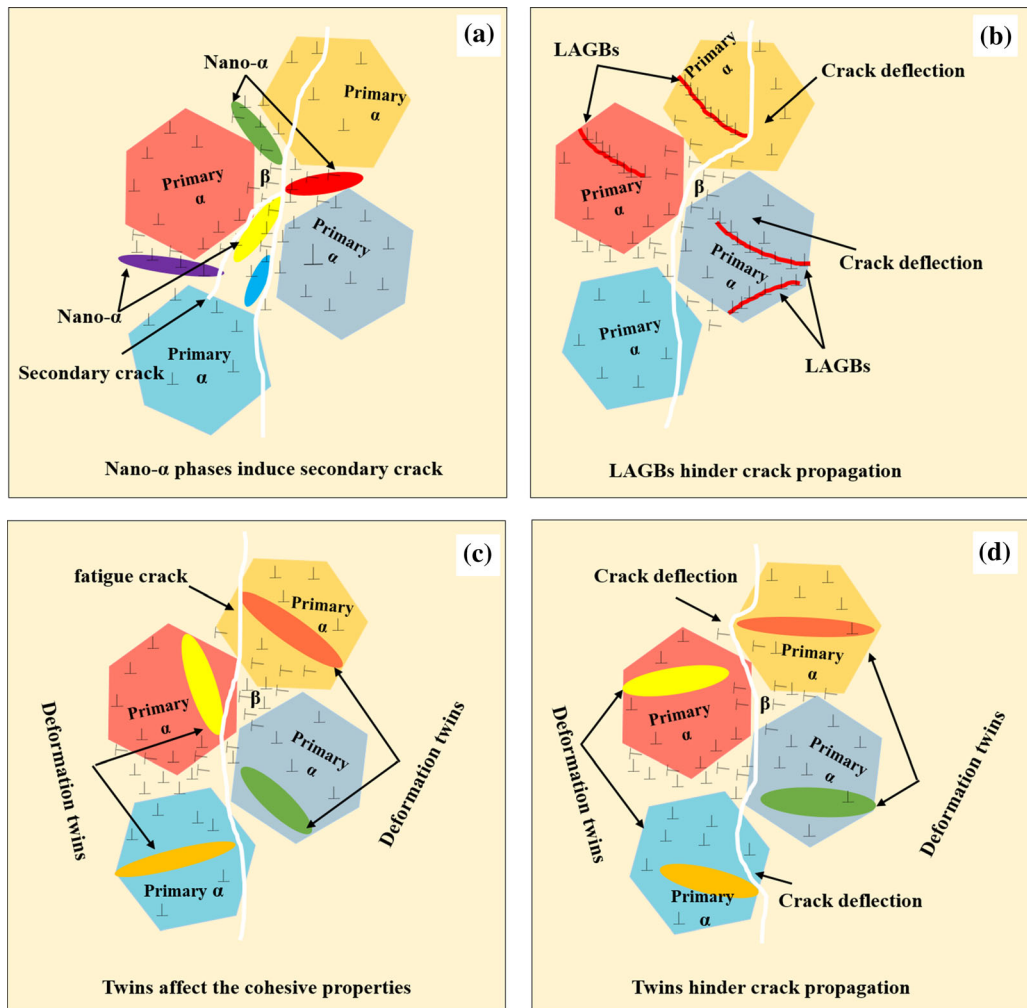 (a)
Nano-α
Primary
α
Primary
α
β
Primary
α
Nano-α
Primary
α
Secondary crack
Nano-α phases induce secondary crack
(b)
LAGBs
Primary
α
Crack deflection
Primary
α
β
Primary
α
Crack deflection
Primary
α
LAGBs
LAGBs hinder crack propagation
(c)
fatigue crack
Primary
α
Primary
α
β
Primary
α
Deformation twins
Deformation twins
Primary α
Twins affect the cohesive properties
(d)
Crack deflection
Primary
α
Primary
α
β
Primary
α
Deformation twins
Deformation twins
Primary
α
Crack deflection
Twins hinder crack propagation